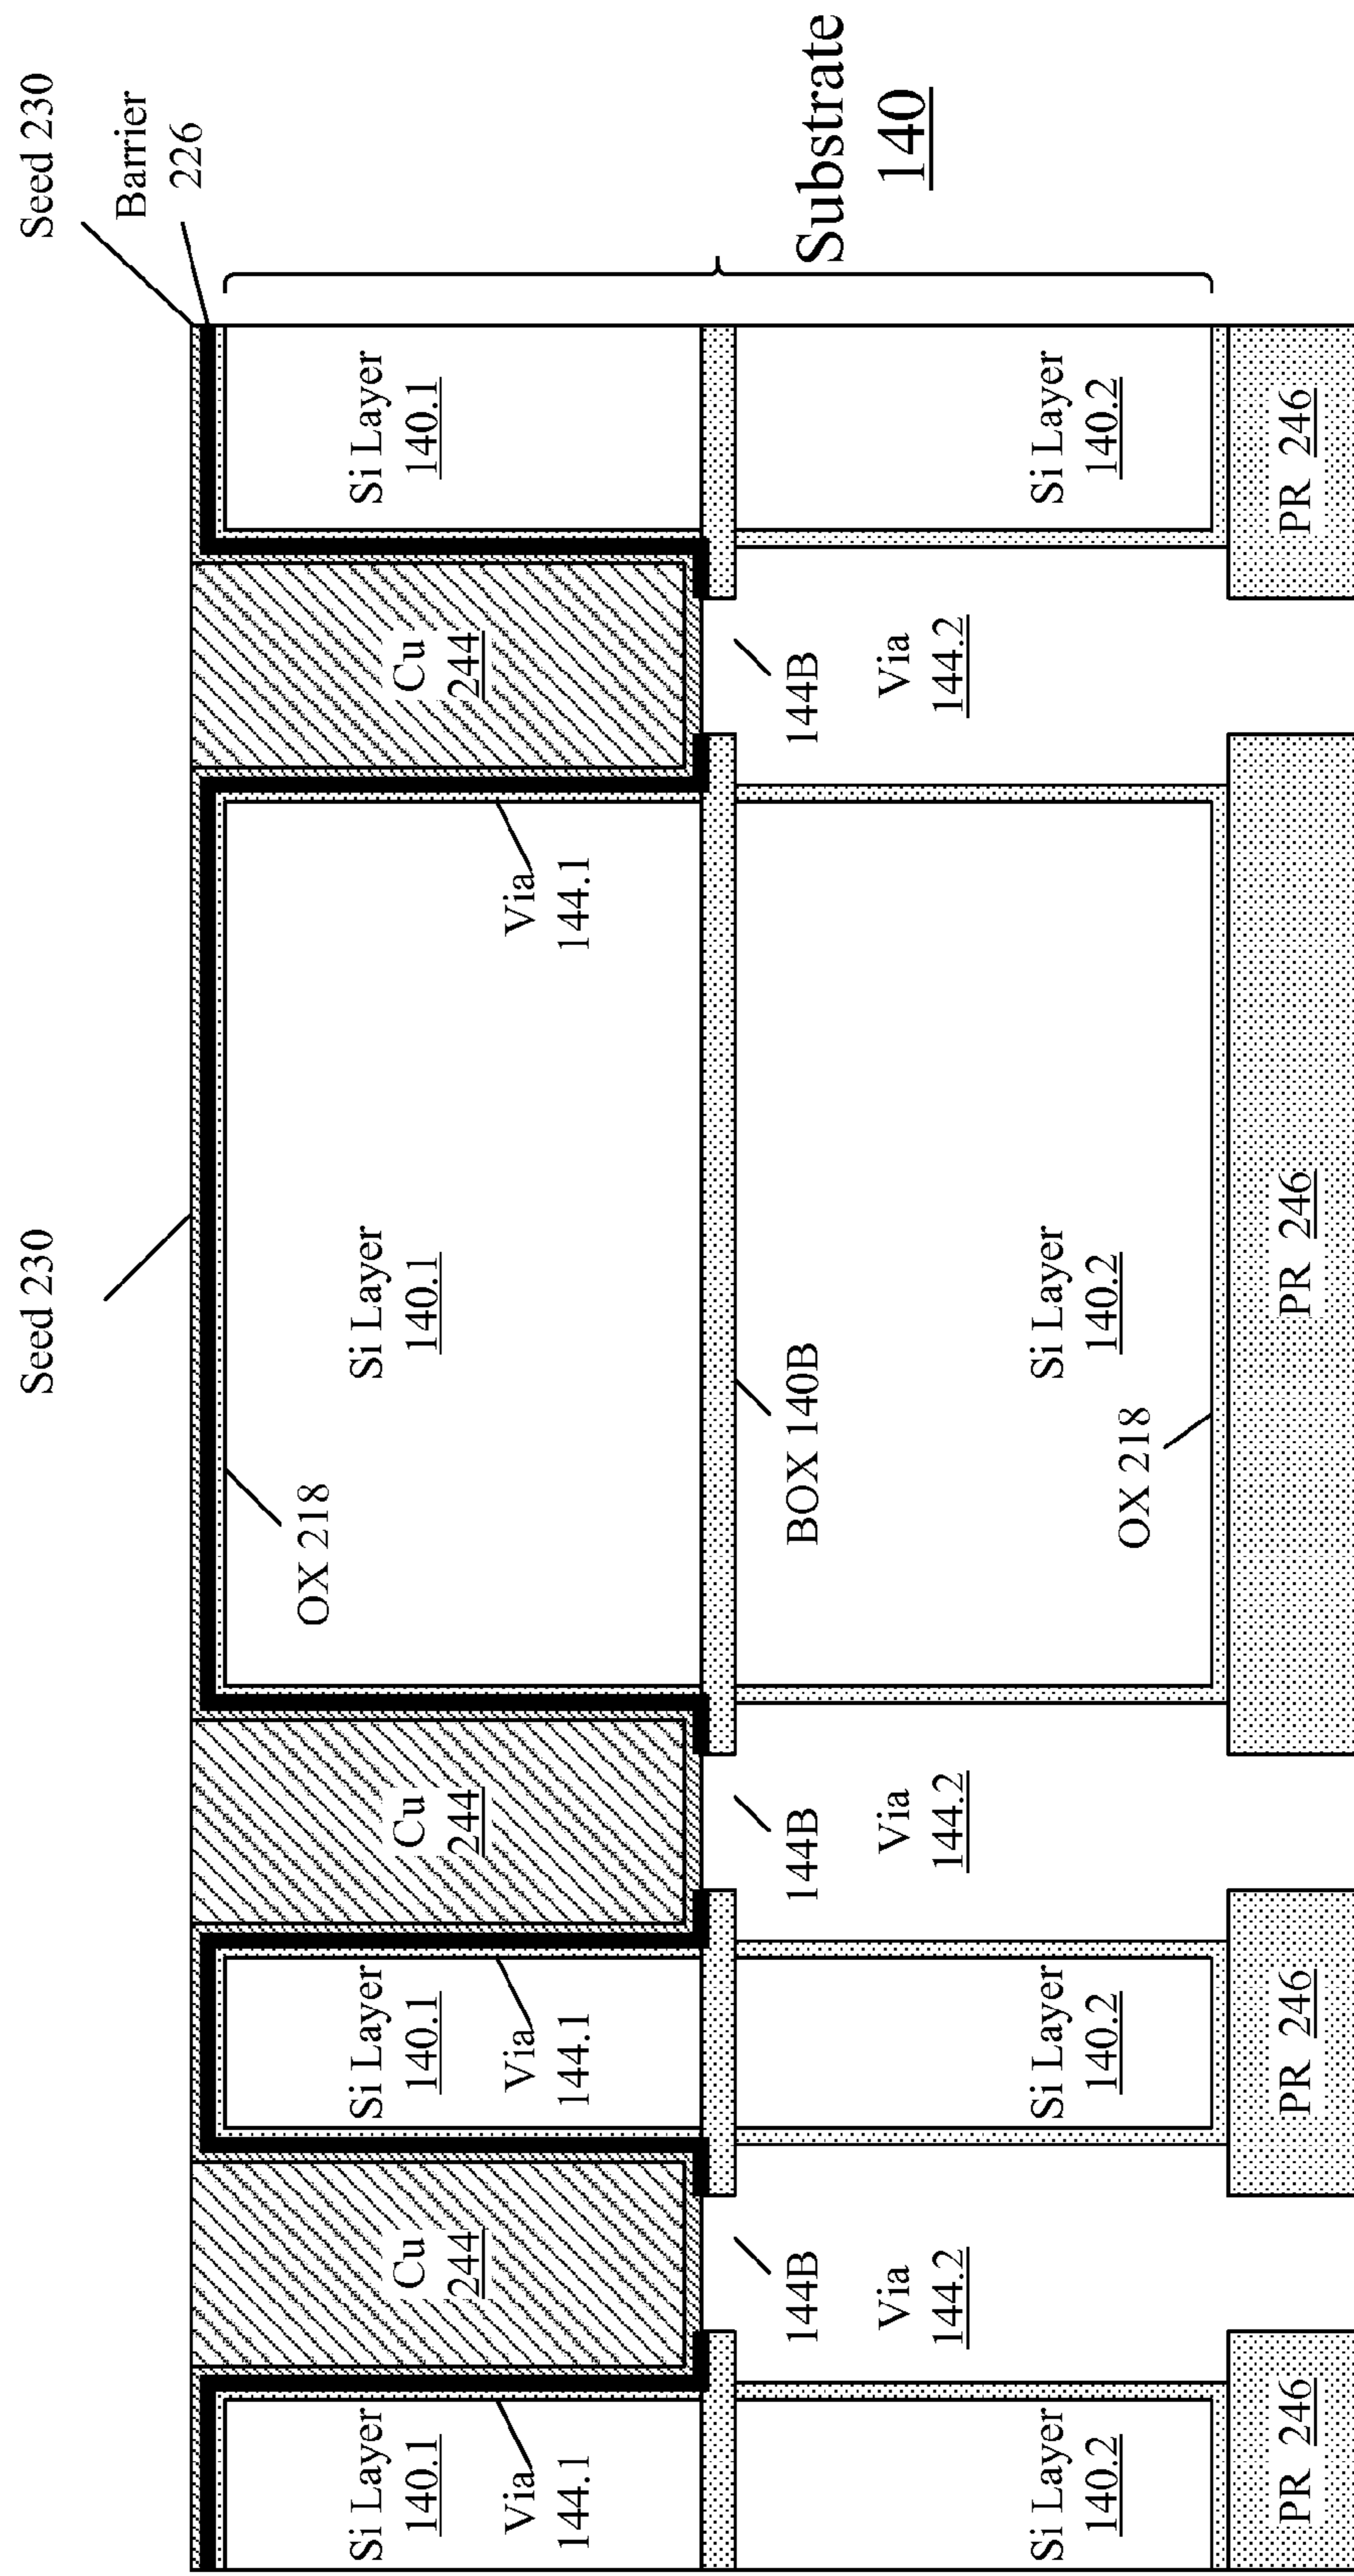 Seed 230
Seed 230
Barrier
226
OX 218
Si Layer
140.1
Cu
244
Si Layer
140.1
Cu
244
Si Layer
140.1
Cu
244
Si Layer
140.1
Via
144.1
Via
144.1
Via
144.1
144B
144B
BOX 140B
144B
Substrate
140
Via
144.2
Via
144.2
Via
144.2
Si Layer
140.2
Si Layer
140.2
Si Layer
140.2
Si Layer
140.2
OX 218
PR 246
PR 246
PR 246
PR 246